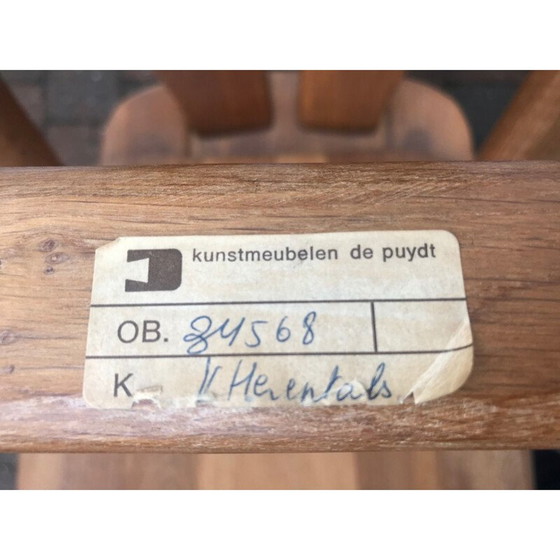 kunstmeubelen de puydt
OB. 84568
K V Herentals